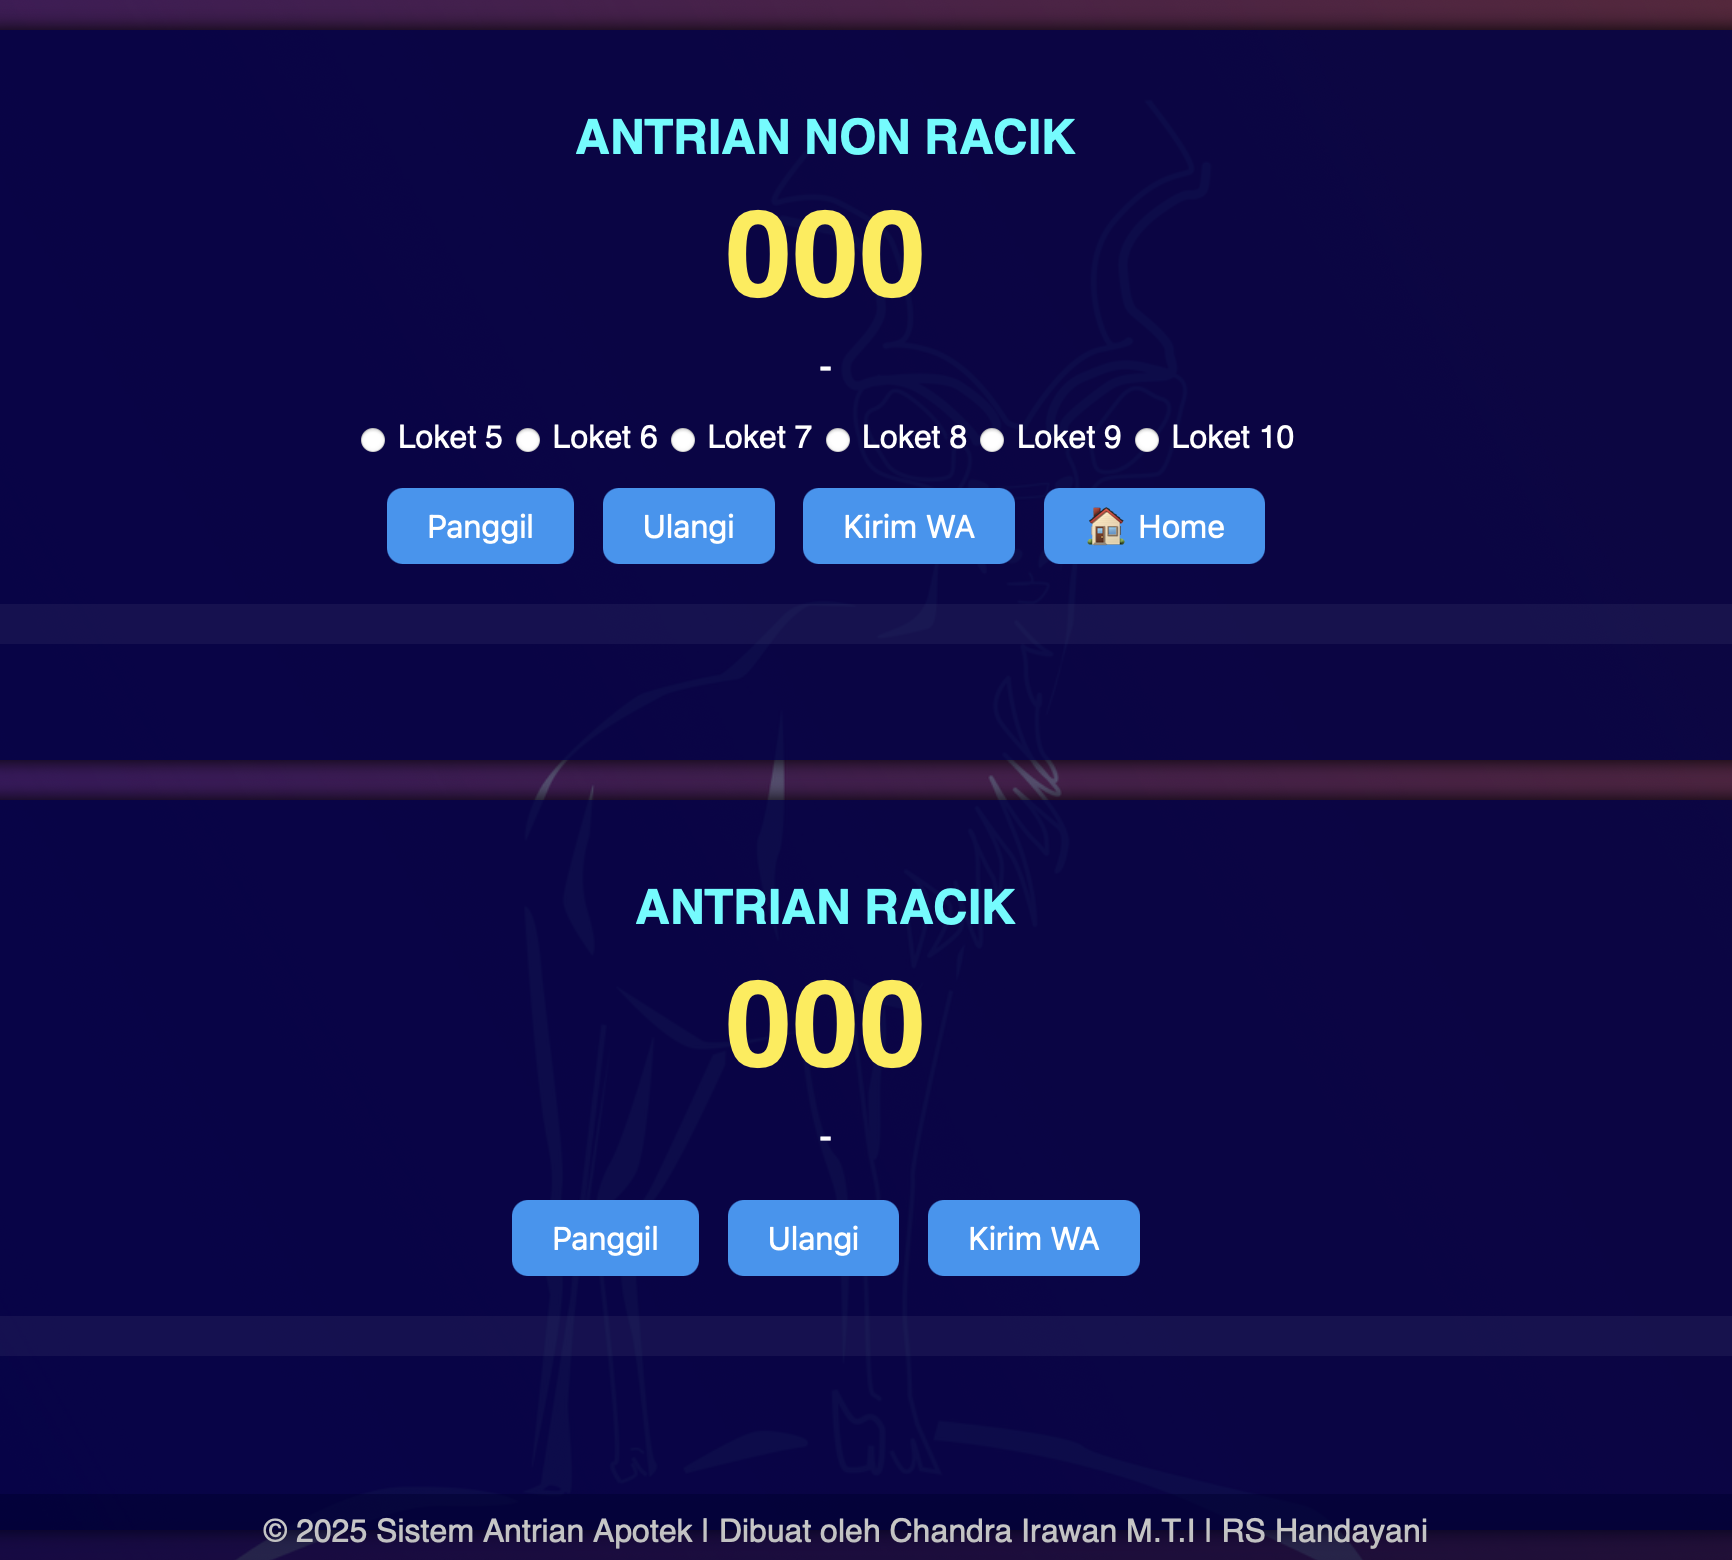 ANTRIAN NON RACIK
000
-
Loket 5 Loket 6 Loket 7 Loket 8 Loket 9 Loket 10
Panggil Ulangi Kirim WA 🏠 Home
ANTRIAN RACIK
000
-
Panggil Ulangi Kirim WA
© 2025 Sistem Antrian Apotek | Dibuat oleh Chandra Irawan M.T.I | RS Handayani